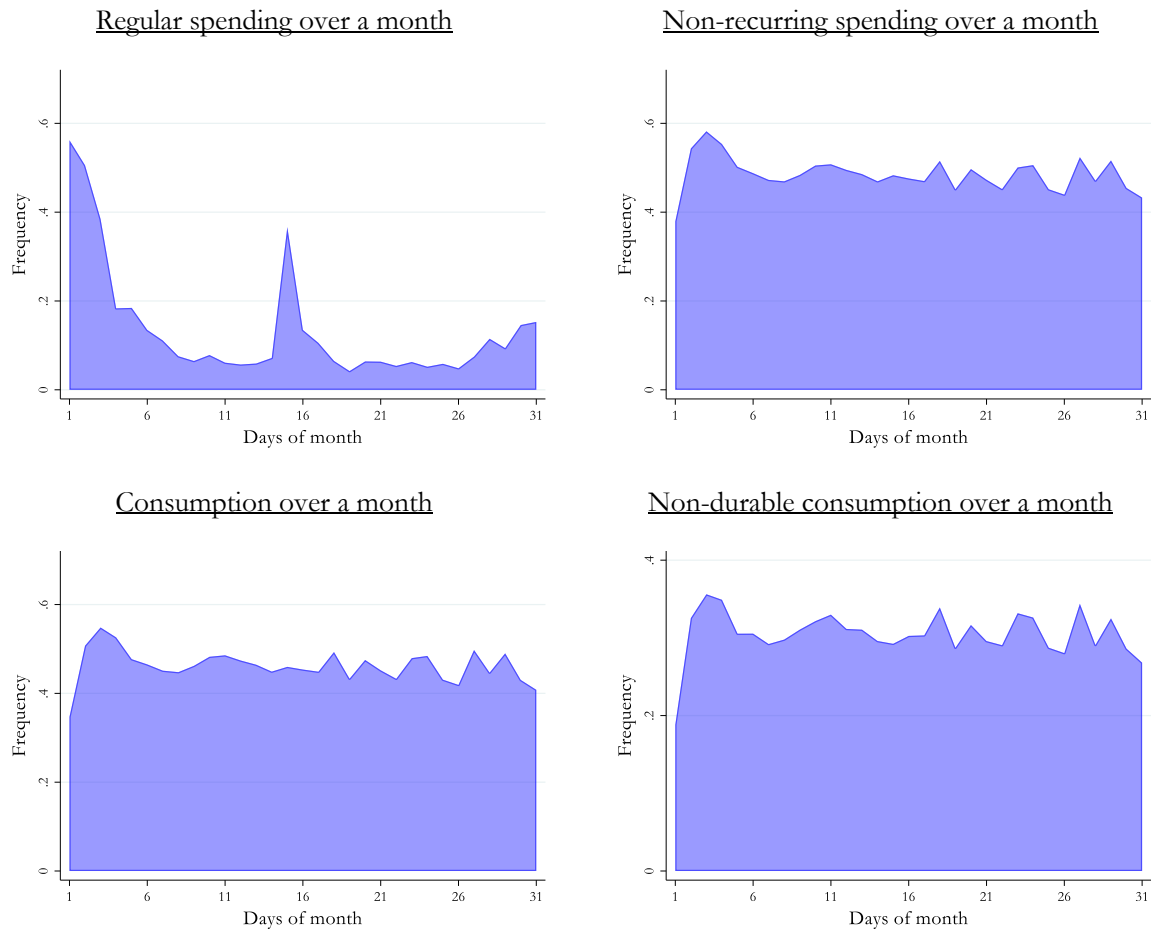 Regular spending over a month
Frequency
.6
.4
.2
0
1 6 11 16 21 26 31
Days of month
Non-recurring spending over a month
Frequency
.6
.4
.2
0
1 6 11 16 21 26 31
Days of month
Consumption over a month
Frequency
.6
.4
.2
0
1 6 11 16 21 26 31
Days of month
Non-durable consumption over a month
Frequency
.4
.2
0
1 6 11 16 21 26 31
Days of month